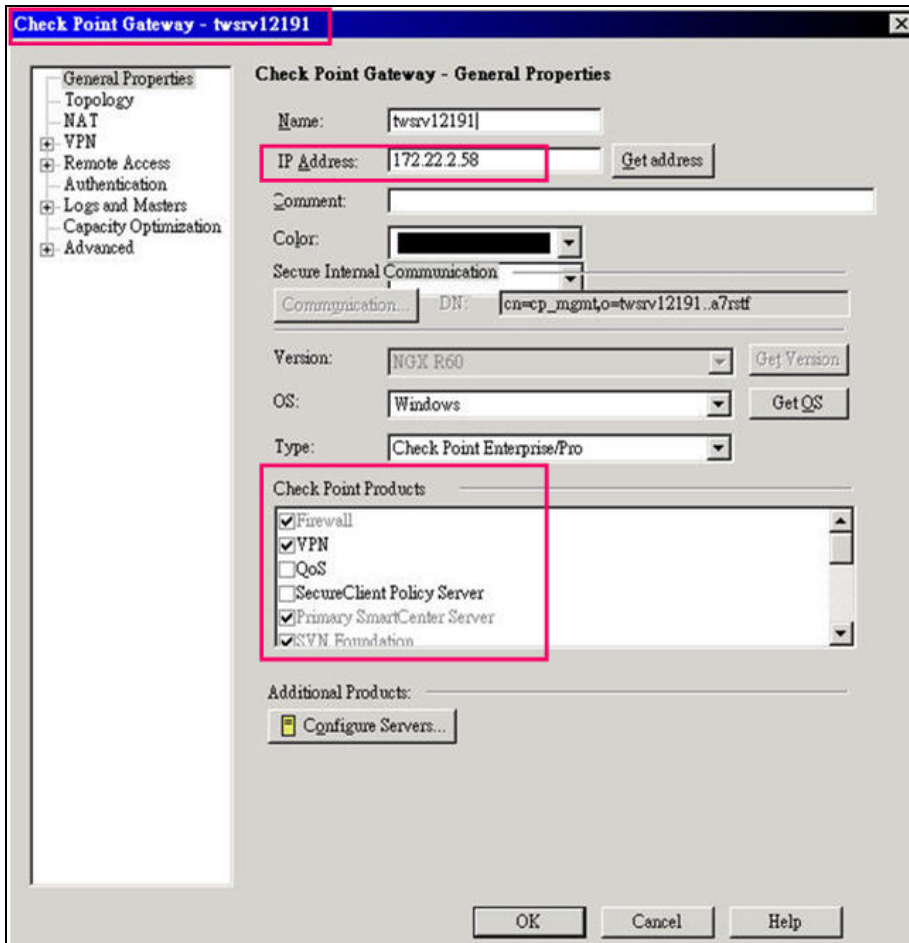 Check Point Gateway - twsrv12191
General Properties
Topology
NAT
VPN
Remote Access
Authentication
Logs and Masters
Capacity Optimization
Advanced
Check Point Gateway - General Properties
Name: twsrv12191
IP Address: 172.22.2.58 Get address
Comment:
Color:
Secure Internal Communication
Communication... DN: cn=cp_mgmt,o=twsrv12191..a7rstf
Version: NGX R60 Get Version
OS: Windows Get OS
Type: Check Point Enterprise/Pro
Check Point Products
Firewall
VPN
QoS
SecureClient Policy Server
Primary SmartCenter Server
SVN Foundation
Additional Products:
Configure Servers...
OK Cancel Help